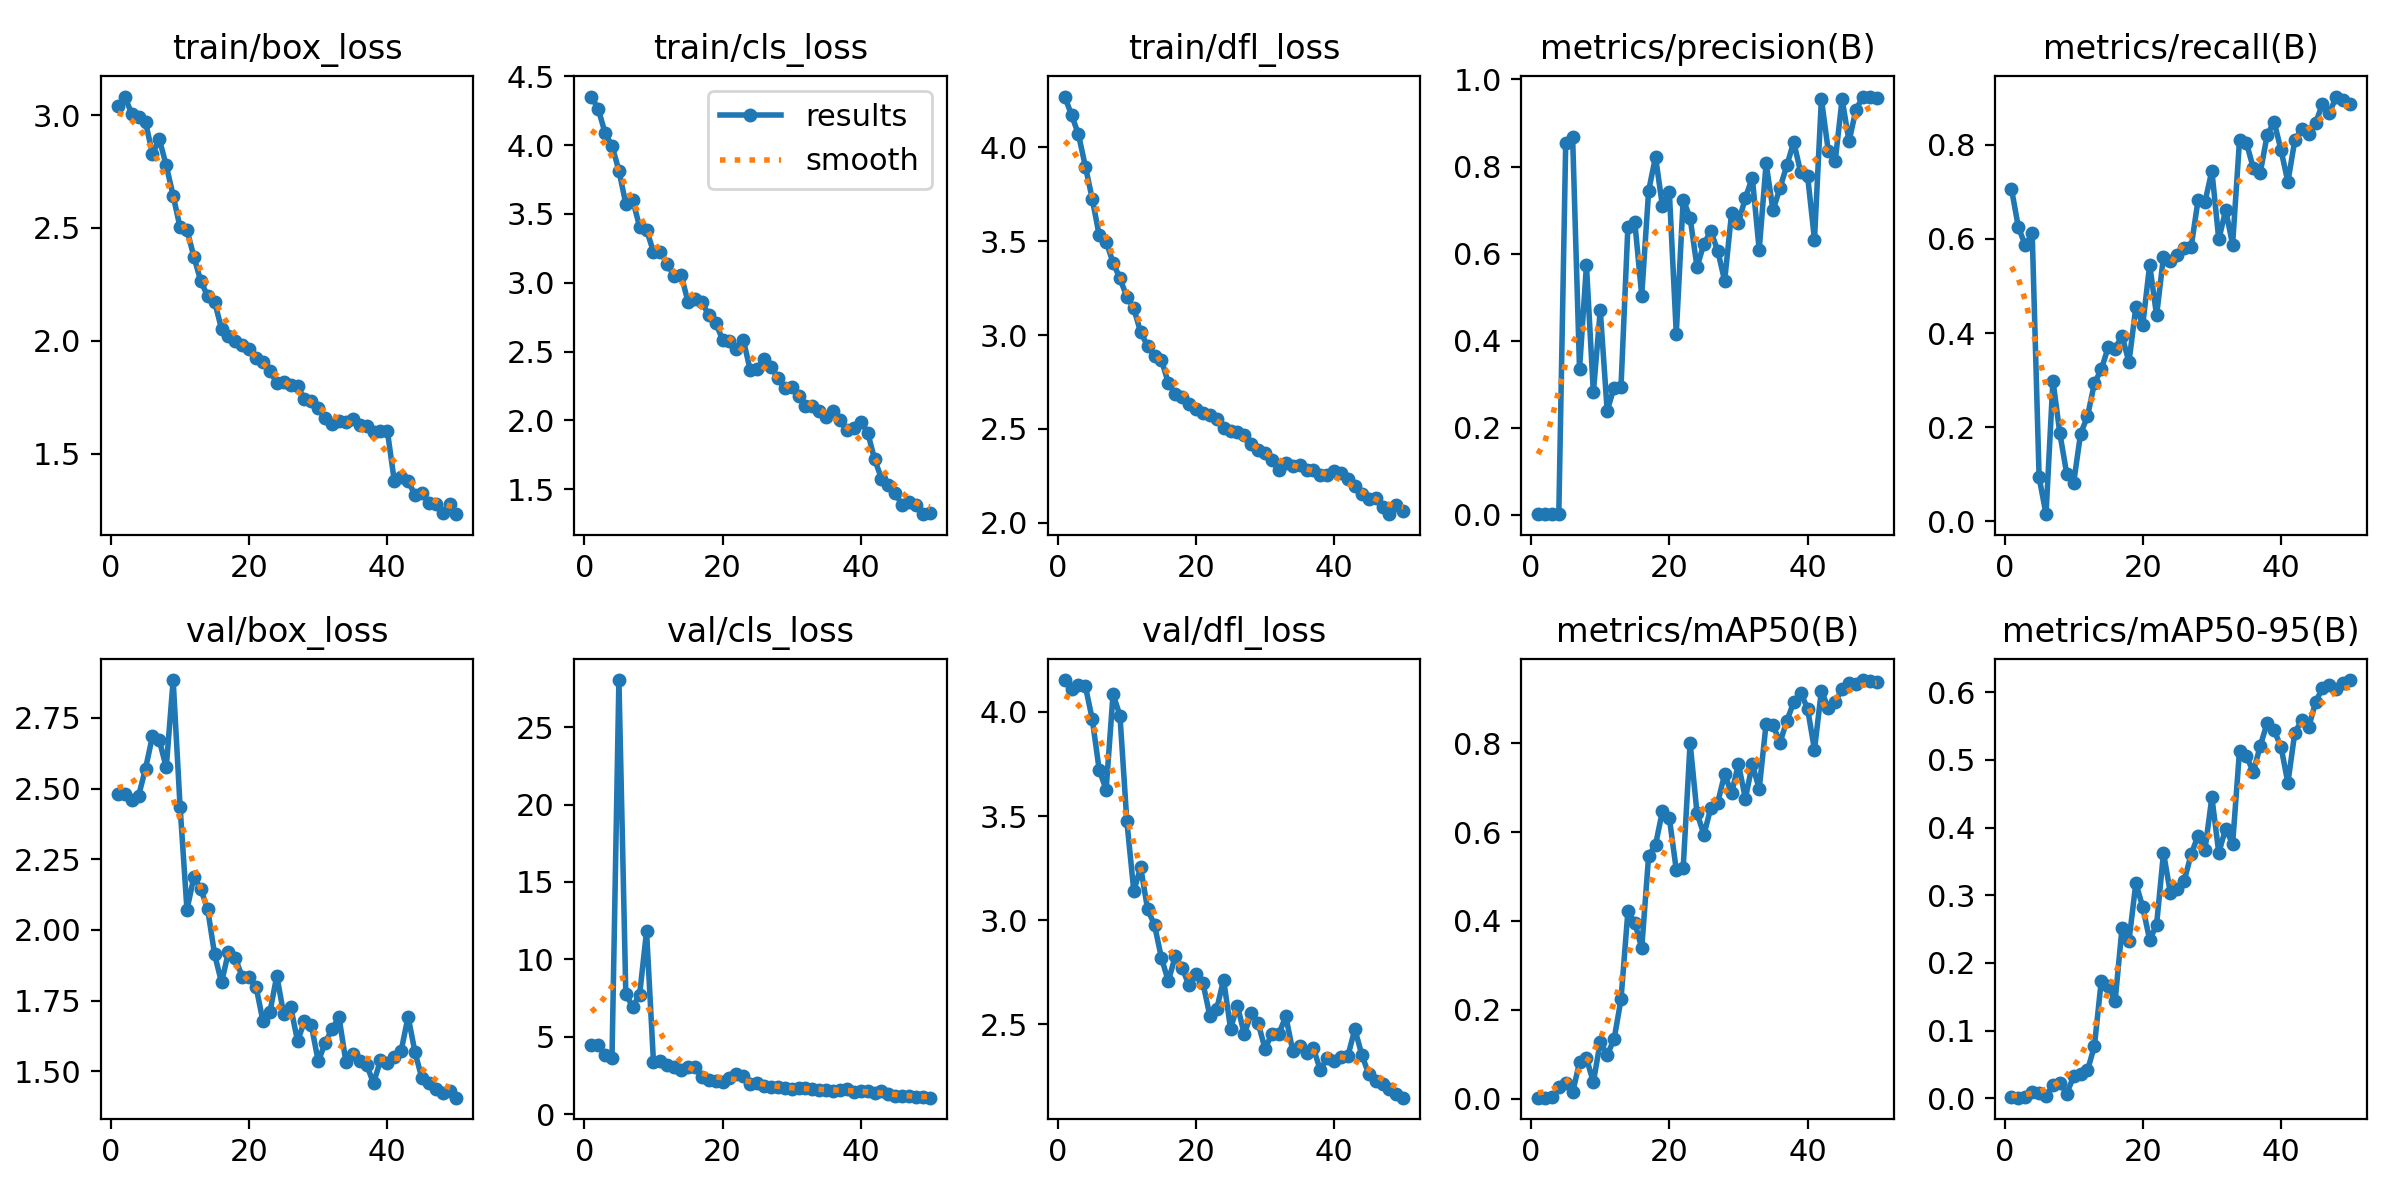 train/box_loss
3.0
2.5
2.0
1.5
0 20 40
train/cls_loss
4.5
4.0
3.5
3.0
2.5
2.0
1.5
results
smooth
0 20 40
train/dfl_loss
4.0
3.5
3.0
2.5
2.0
0 20 40
metrics/precision(B)
1.0
0.8
0.6
0.4
0.2
0.0
0 20 40
metrics/recall(B)
0.8
0.6
0.4
0.2
0.0
0 20 40
val/box_loss
2.75
2.50
2.25
2.00
1.75
1.50
0 20 40
val/cls_loss
25
20
15
10
5
0
0 20 40
val/dfl_loss
4.0
3.5
3.0
2.5
0 20 40
metrics/mAP50(B)
0.8
0.6
0.4
0.2
0.0
0 20 40
metrics/mAP50-95(B)
0.6
0.5
0.4
0.3
0.2
0.1
0.0
0 20 40